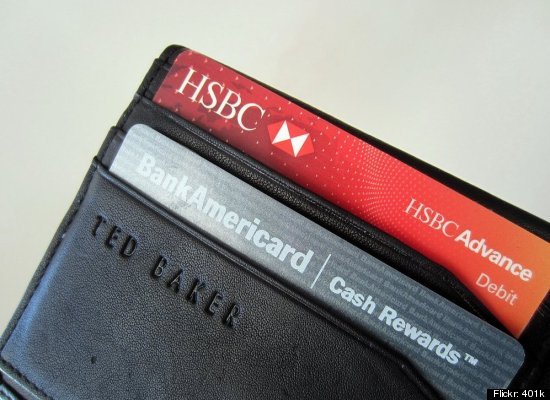 HSBC
HSBC Advance
Debit
BankAmericard | Cash Rewards™
TED BAKER
Flickr: 401k